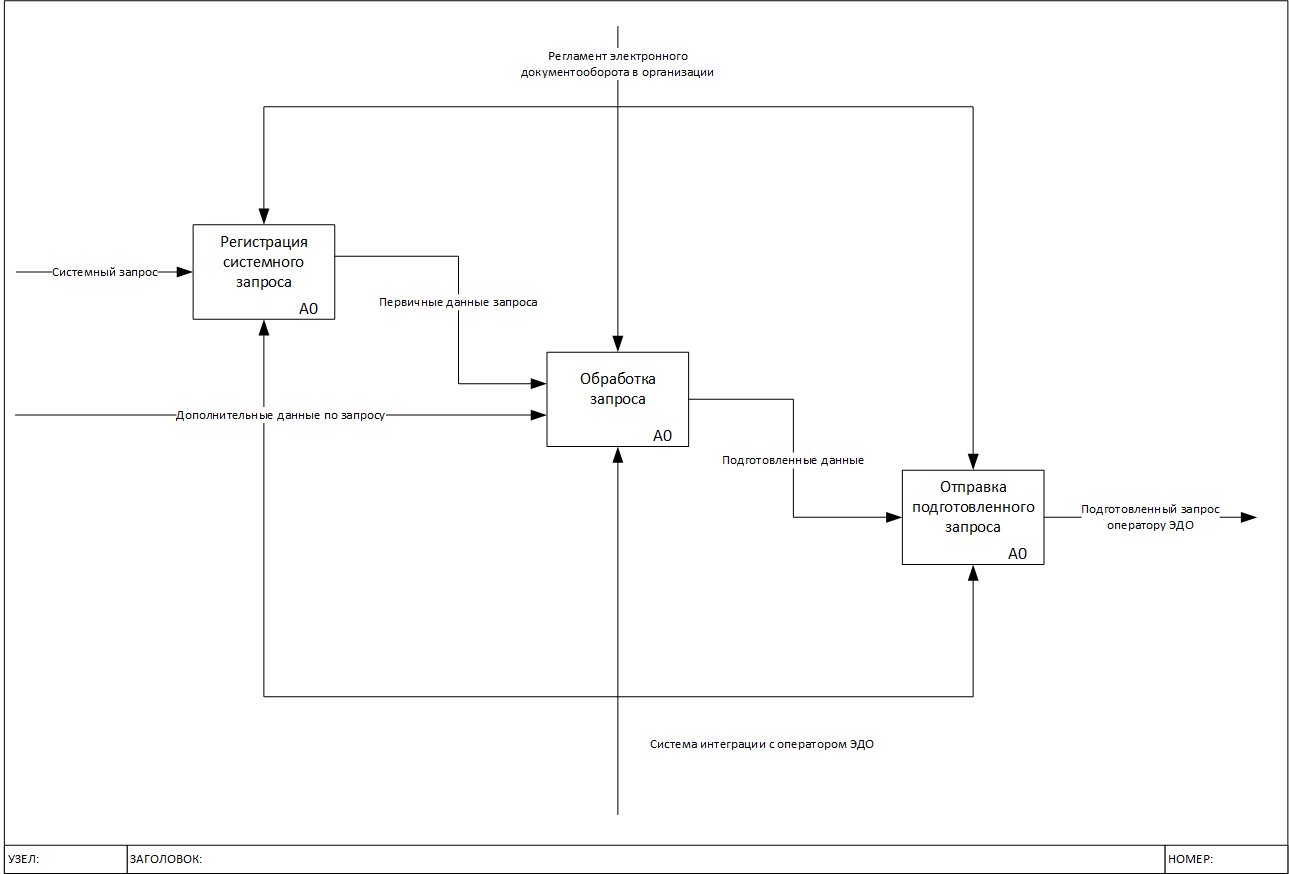 Регламент электронного
документооборота в организации
Регистрация
системного
запроса
A0
Системный запрос
Первичные данные запроса
Обработка
запроса
A0
Дополнительные данные по запросу
Подготовленные данные
Отправка
подготовленного
запроса
A0
Подготовленный запрос
оператору ЭДО
Система интеграции с оператором ЭДО
УЗЕЛ:
ЗАГОЛОВОК:
НОМЕР: